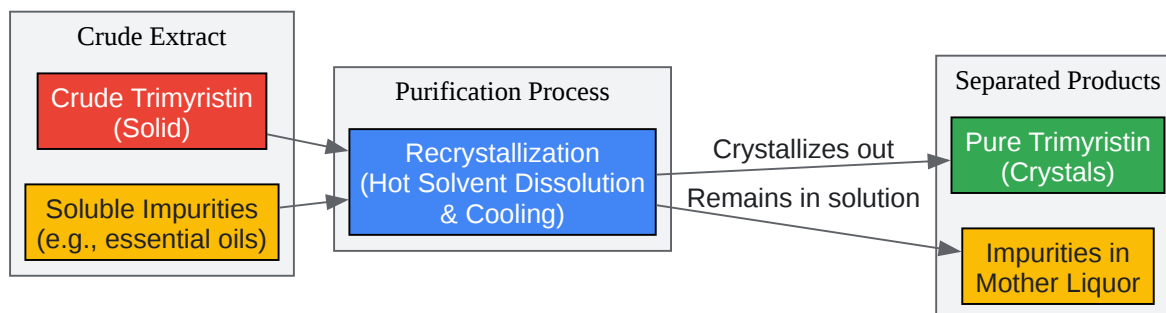 Crude Extract
Crude Trimyristin
(Solid)
Soluble Impurities
(e.g., essential oils)
Purification Process
Recrystallization
(Hot Solvent Dissolution
& Cooling)
Crystallizes out
Remains in solution
Separated Products
Pure Trimyristin
(Crystals)
Impurities in
Mother Liquor